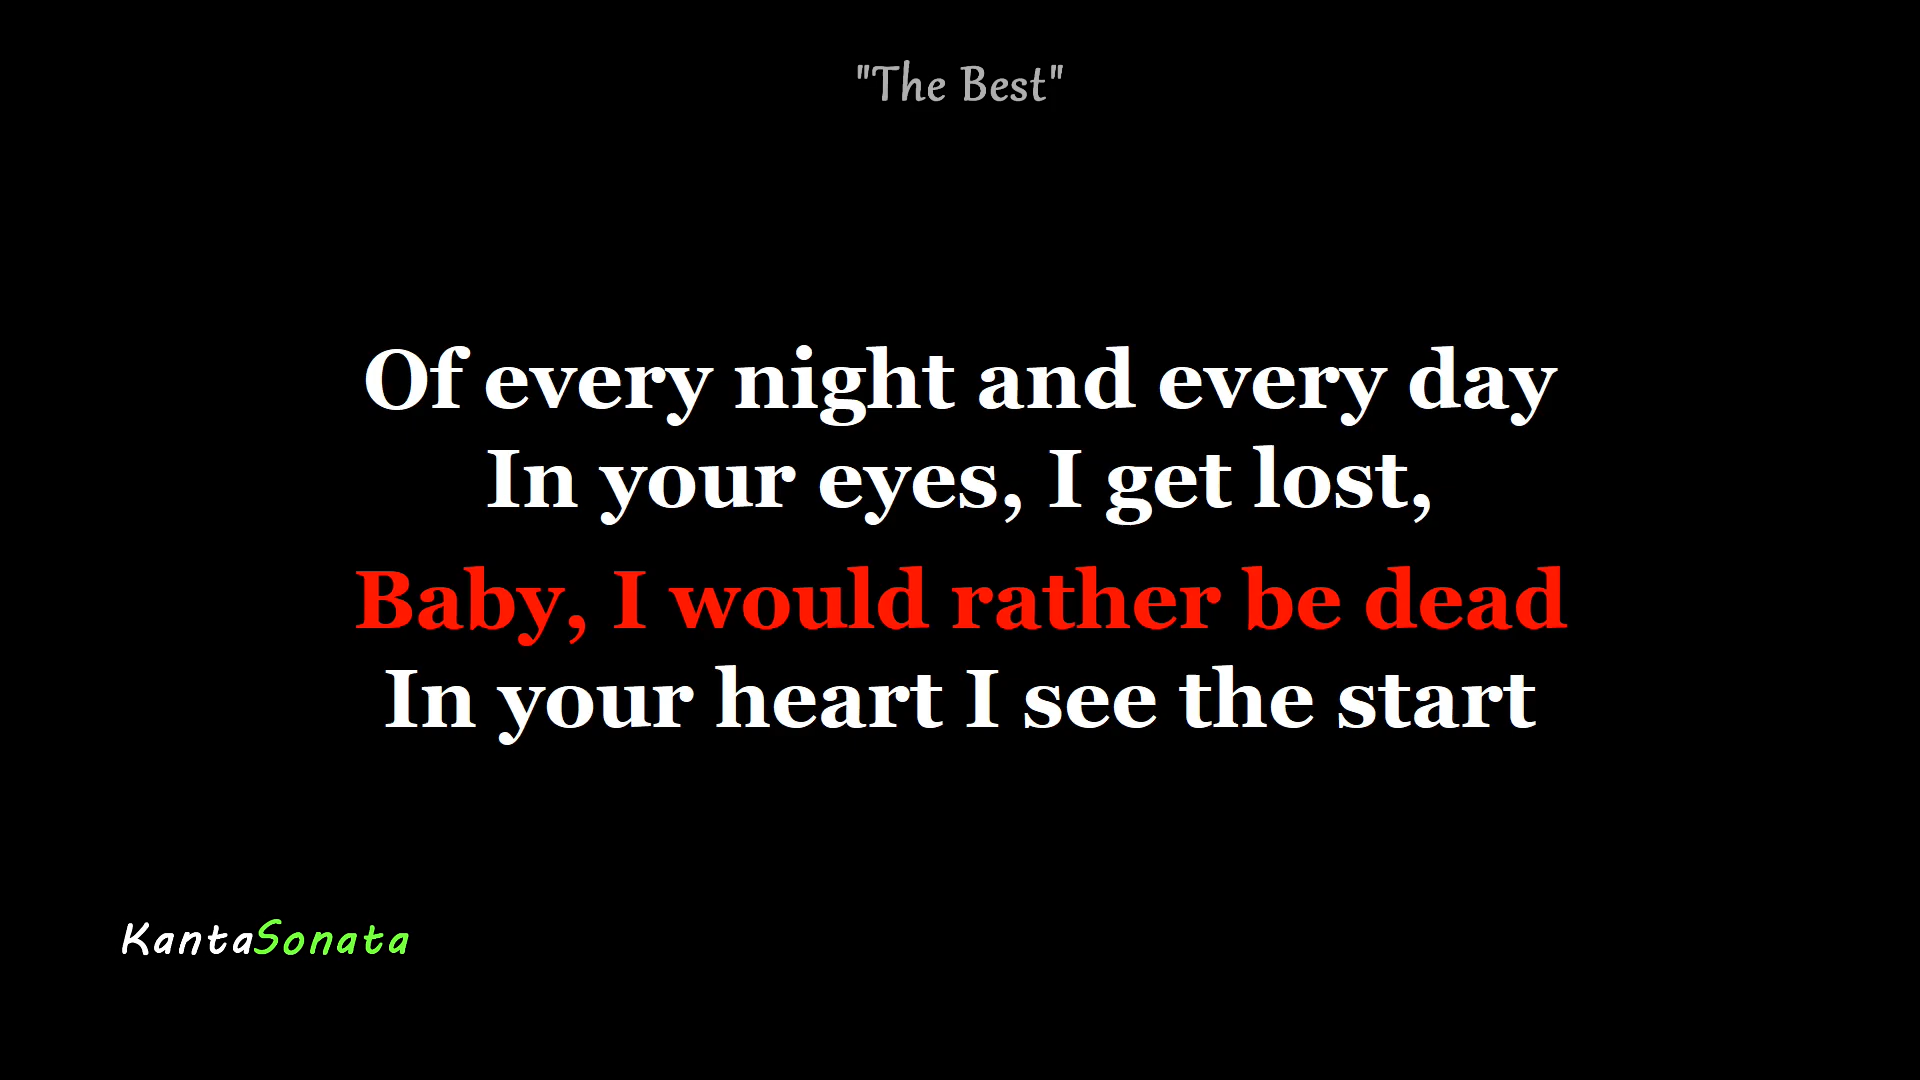 "The Best"
Of every night and every day
In your eyes, I get lost,
Baby, I would rather be dead
In your heart I see the start
KantaSonata